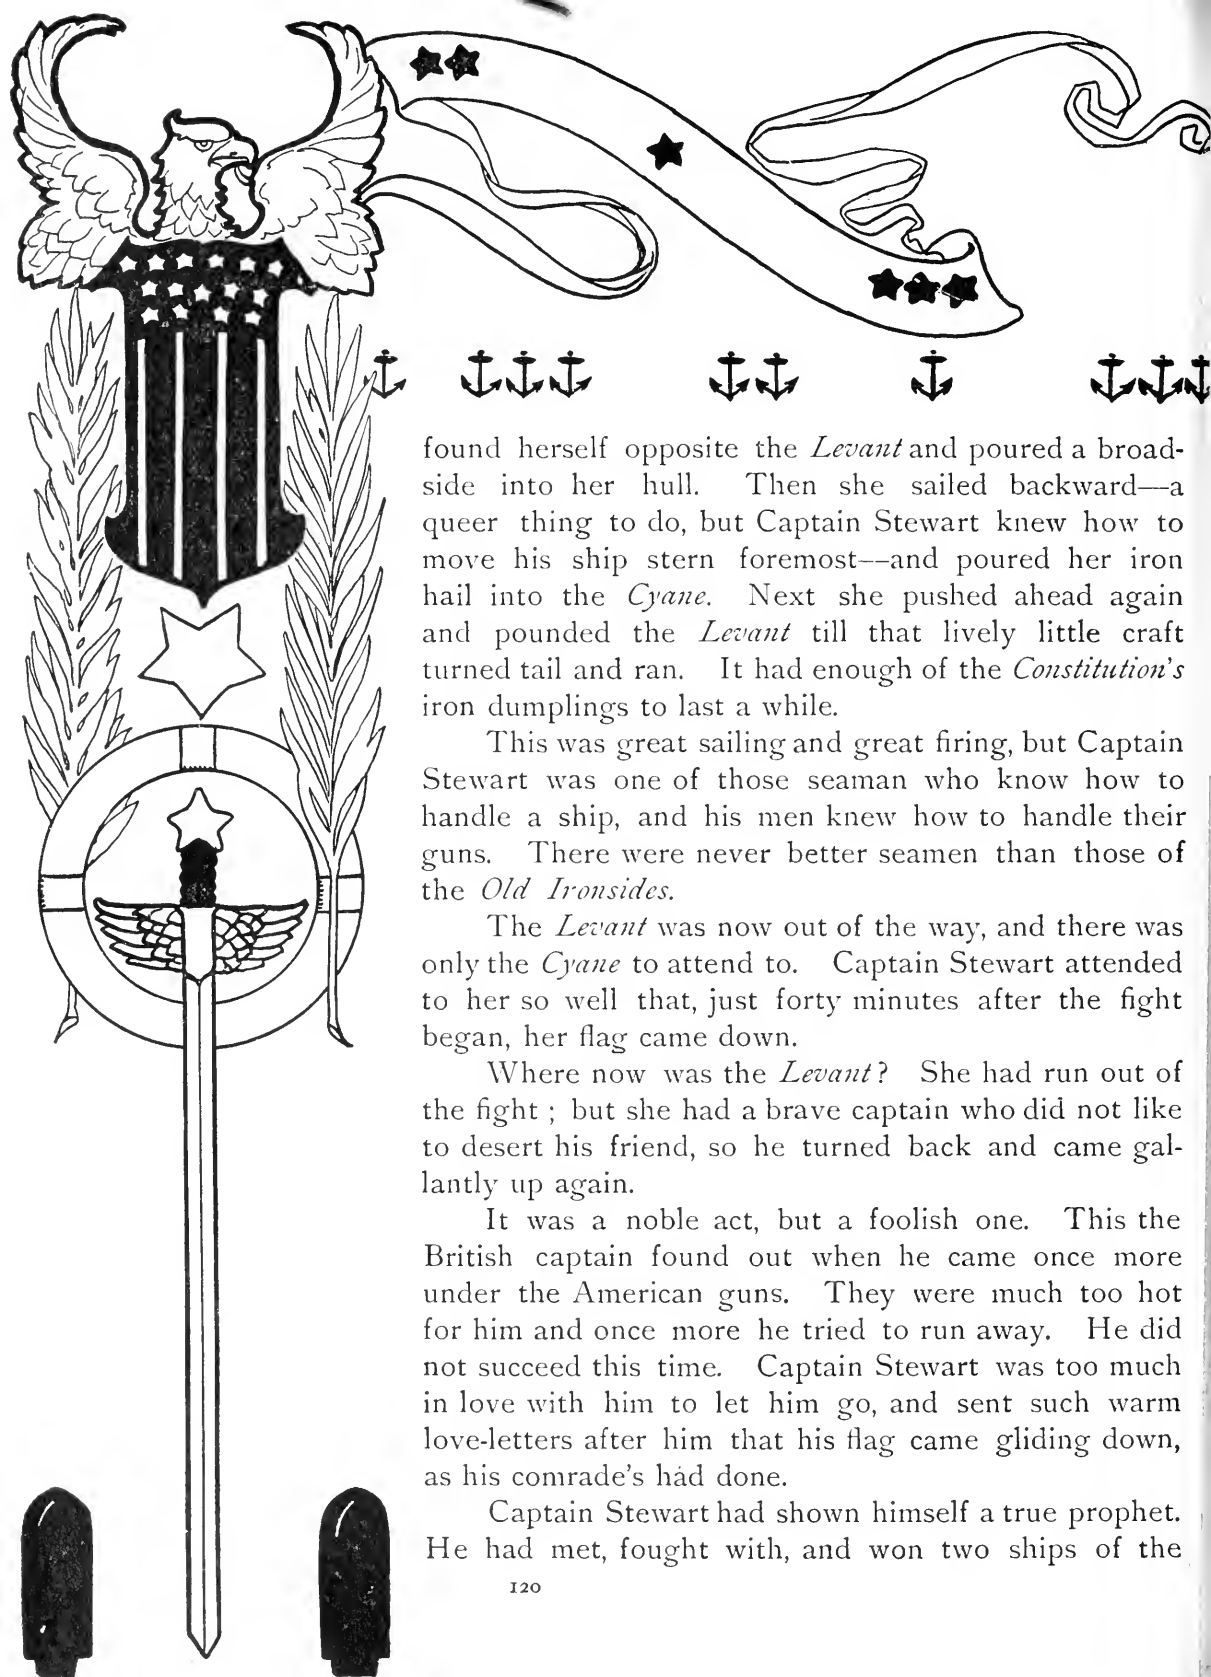 found herself opposite the Levant and poured a broad-
side into her hull. Then she sailed backward—a
queer thing to do, but Captain Stewart knew how to
move his ship stern foremost—and poured her iron
hail into the Cyane. Next she pushed ahead again
and pounded the Levant till that lively little craft
turned tail and ran. It had enough of the Constitution's
iron dumplings to last a while.
This was great sailing and great firing, but Captain
Stewart was one of those seaman who know how to
handle a ship, and his men knew how to handle their
guns. There were never better seamen than those of
the Old Ironsides.
The Levant was now out of the way, and there was
only the Cyane to attend to. Captain Stewart attended
to her so well that, just forty minutes after the fight
began, her flag came down.
Where now was the Levant? She had run out of
the fight ; but she had a brave captain who did not like
to desert his friend, so he turned back and came gal-
lantly up again.
It was a noble act, but a foolish one. This the
British captain found out when he came once more
under the American guns. They were much too hot
for him and once more he tried to run away. He did
not succeed this time. Captain Stewart was too much
in love with him to let him go, and sent such warm
love-letters after him that his flag came gliding down,
as his comrade's had done.
Captain Stewart had shown himself a true prophet.
He had met, fought with, and won two ships of the
120